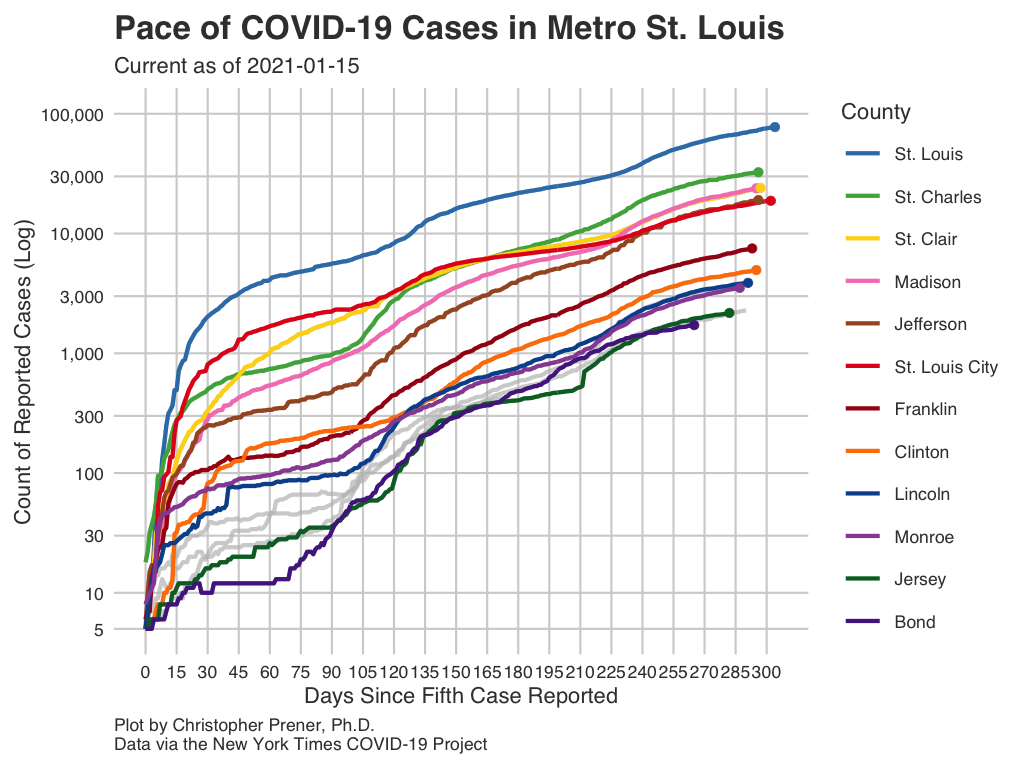 Pace of COVID-19 Cases in Metro St. Louis
Current as of 2021-01-15
Count of Reported Cases (Log)
100,000
30,000
10,000
3,000
1,000
300
100
30
10
5
0 15 30 45 60 75 90 105 120 135 150 165 180 195 210 225 240 255 270 285 300
Days Since Fifth Case Reported
County
St. Louis
St. Charles
St. Clair
Madison
Jefferson
St. Louis City
Franklin
Clinton
Lincoln
Monroe
Jersey
Bond
Plot by Christopher Prener, Ph.D.
Data via the New York Times COVID-19 Project